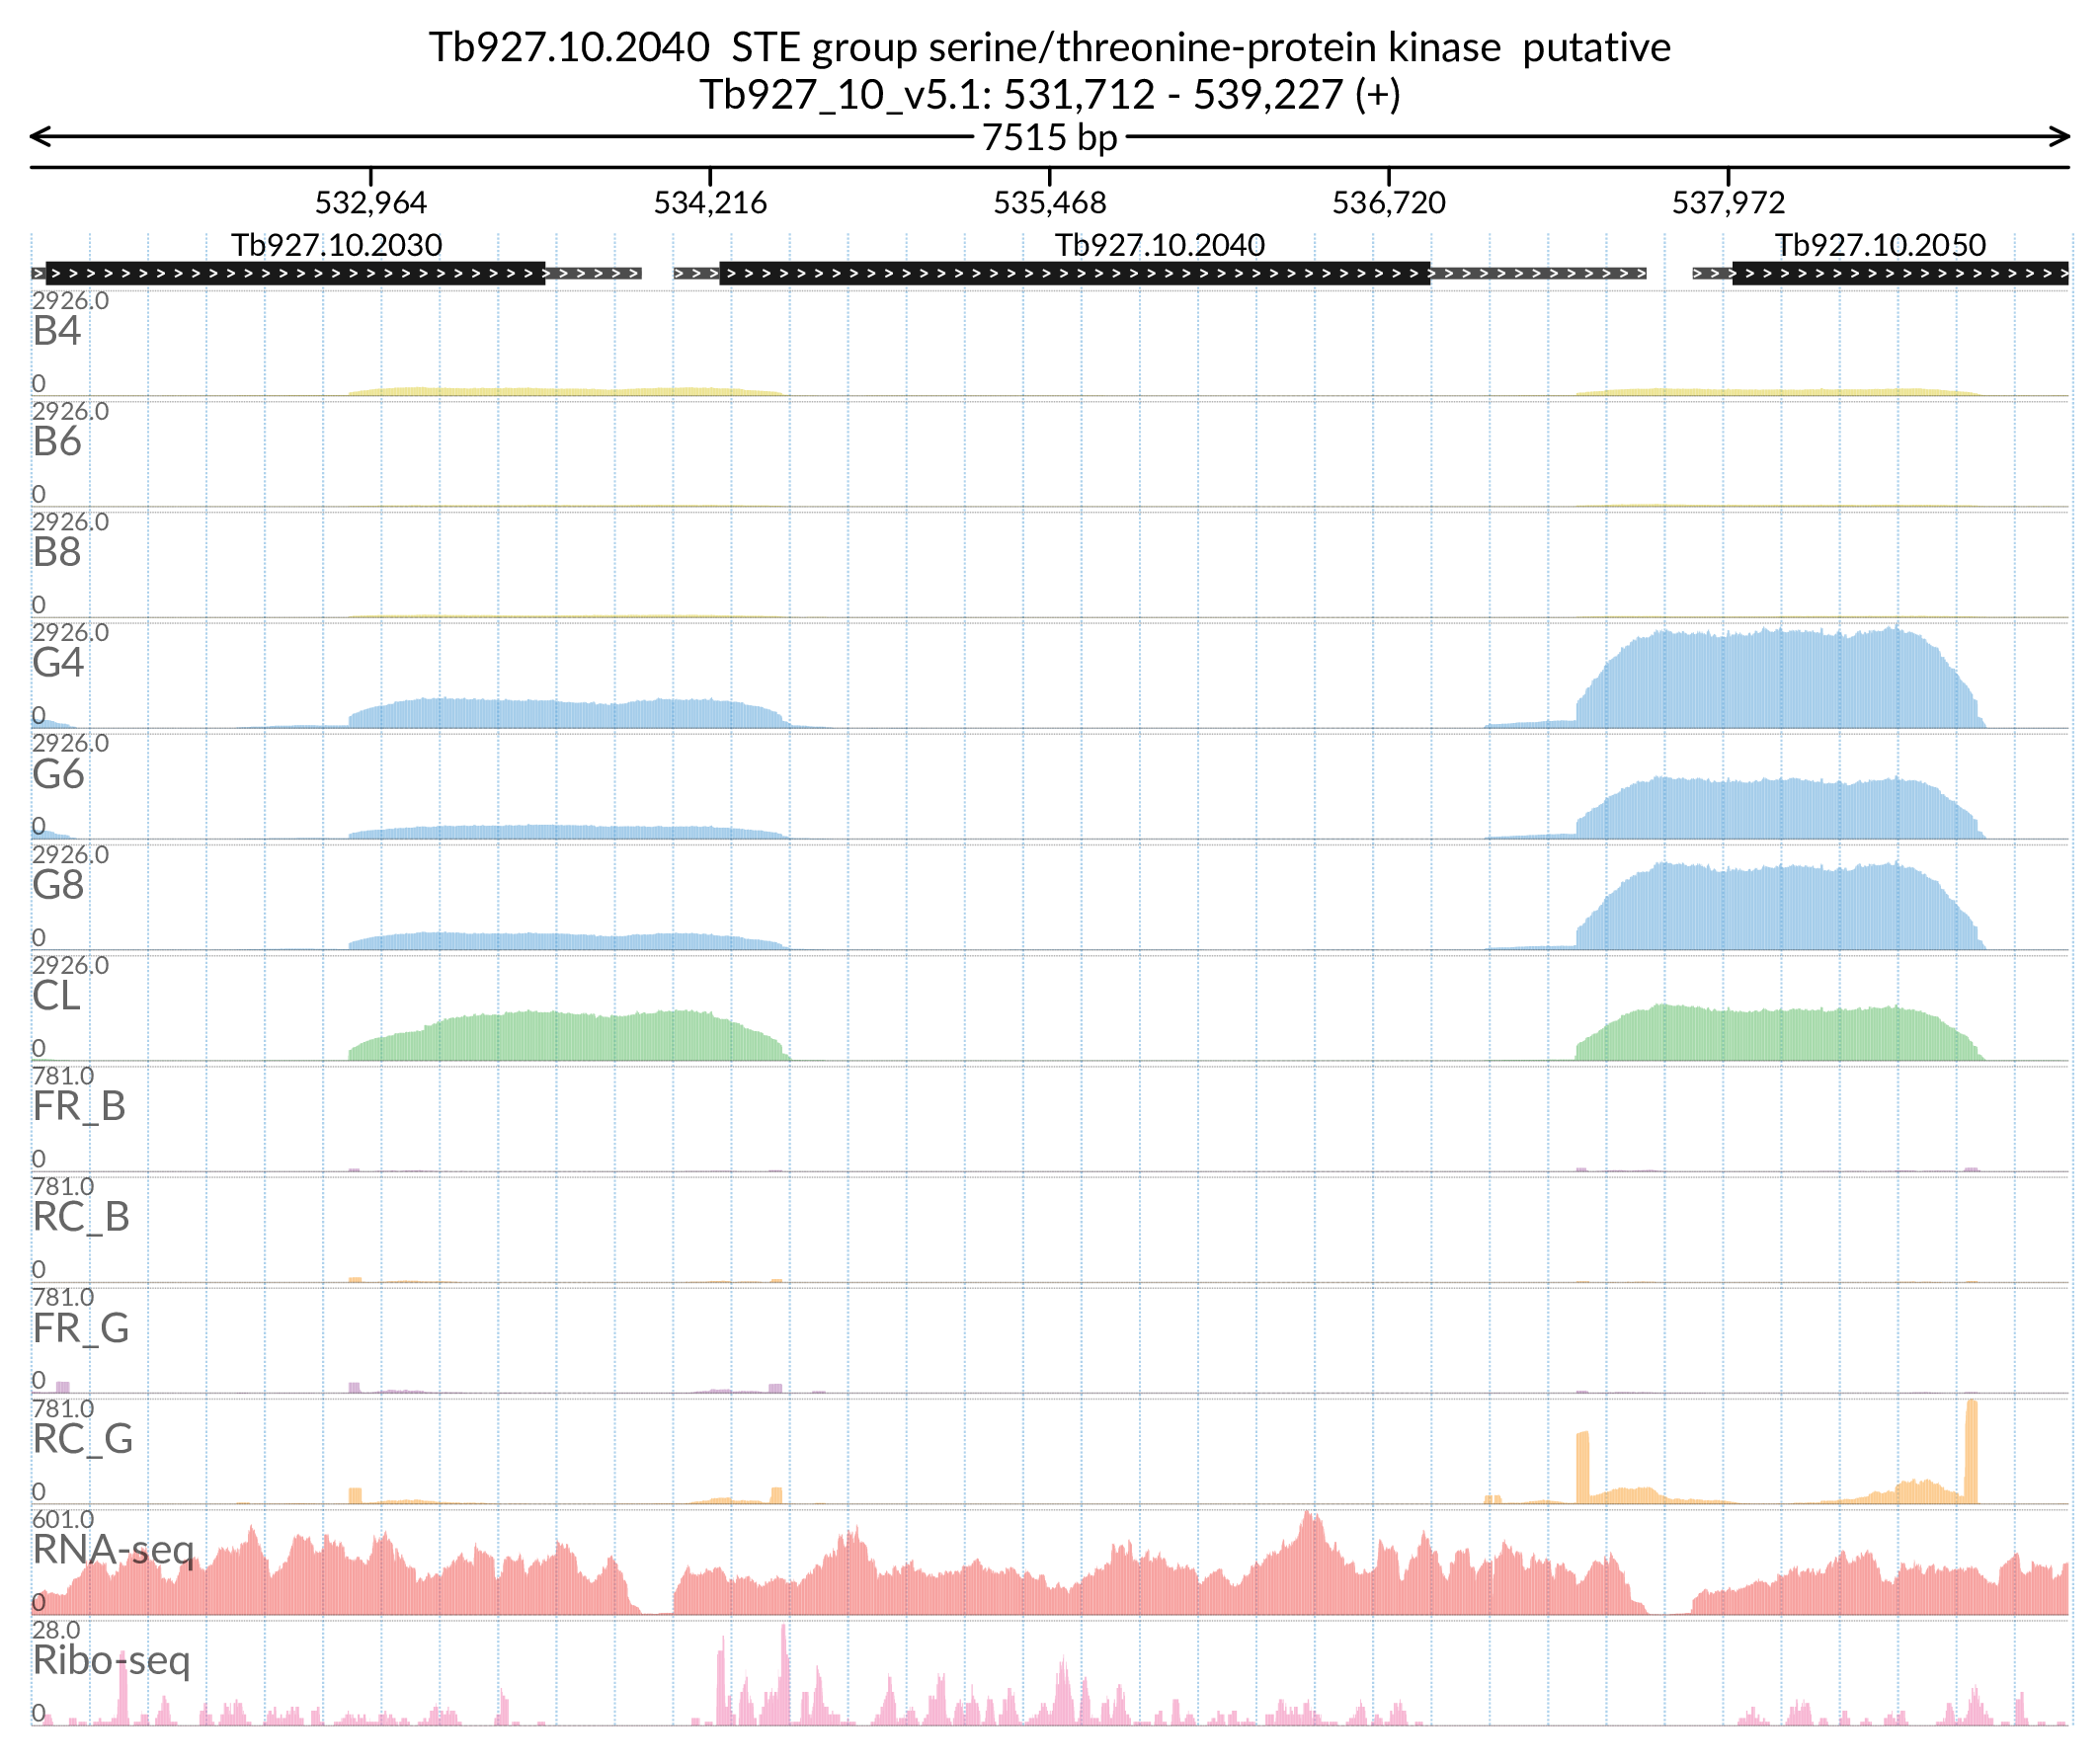 Tb927.10.2040 STE group serine/threonine-protein kinase putative
Tb927_10_v5.1: 531,712 - 539,227 (+)
7515 bp
532,964 534,216 535,468 536,720 537,972
Tb927.10.2030 Tb927.10.2040 Tb927.10.2050
2926.0
B4
0
2926.0
B6
0
2926.0
B8
0
2926.0
G4
0
2926.0
G6
0
2926.0
G8
0
2926.0
CL
0
781.0
FR_B
0
781.0
RC_B
0
781.0
FR_G
0
781.0
RC_G
0
601.0
RNA-seq
0
28.0
Ribo-seq
0